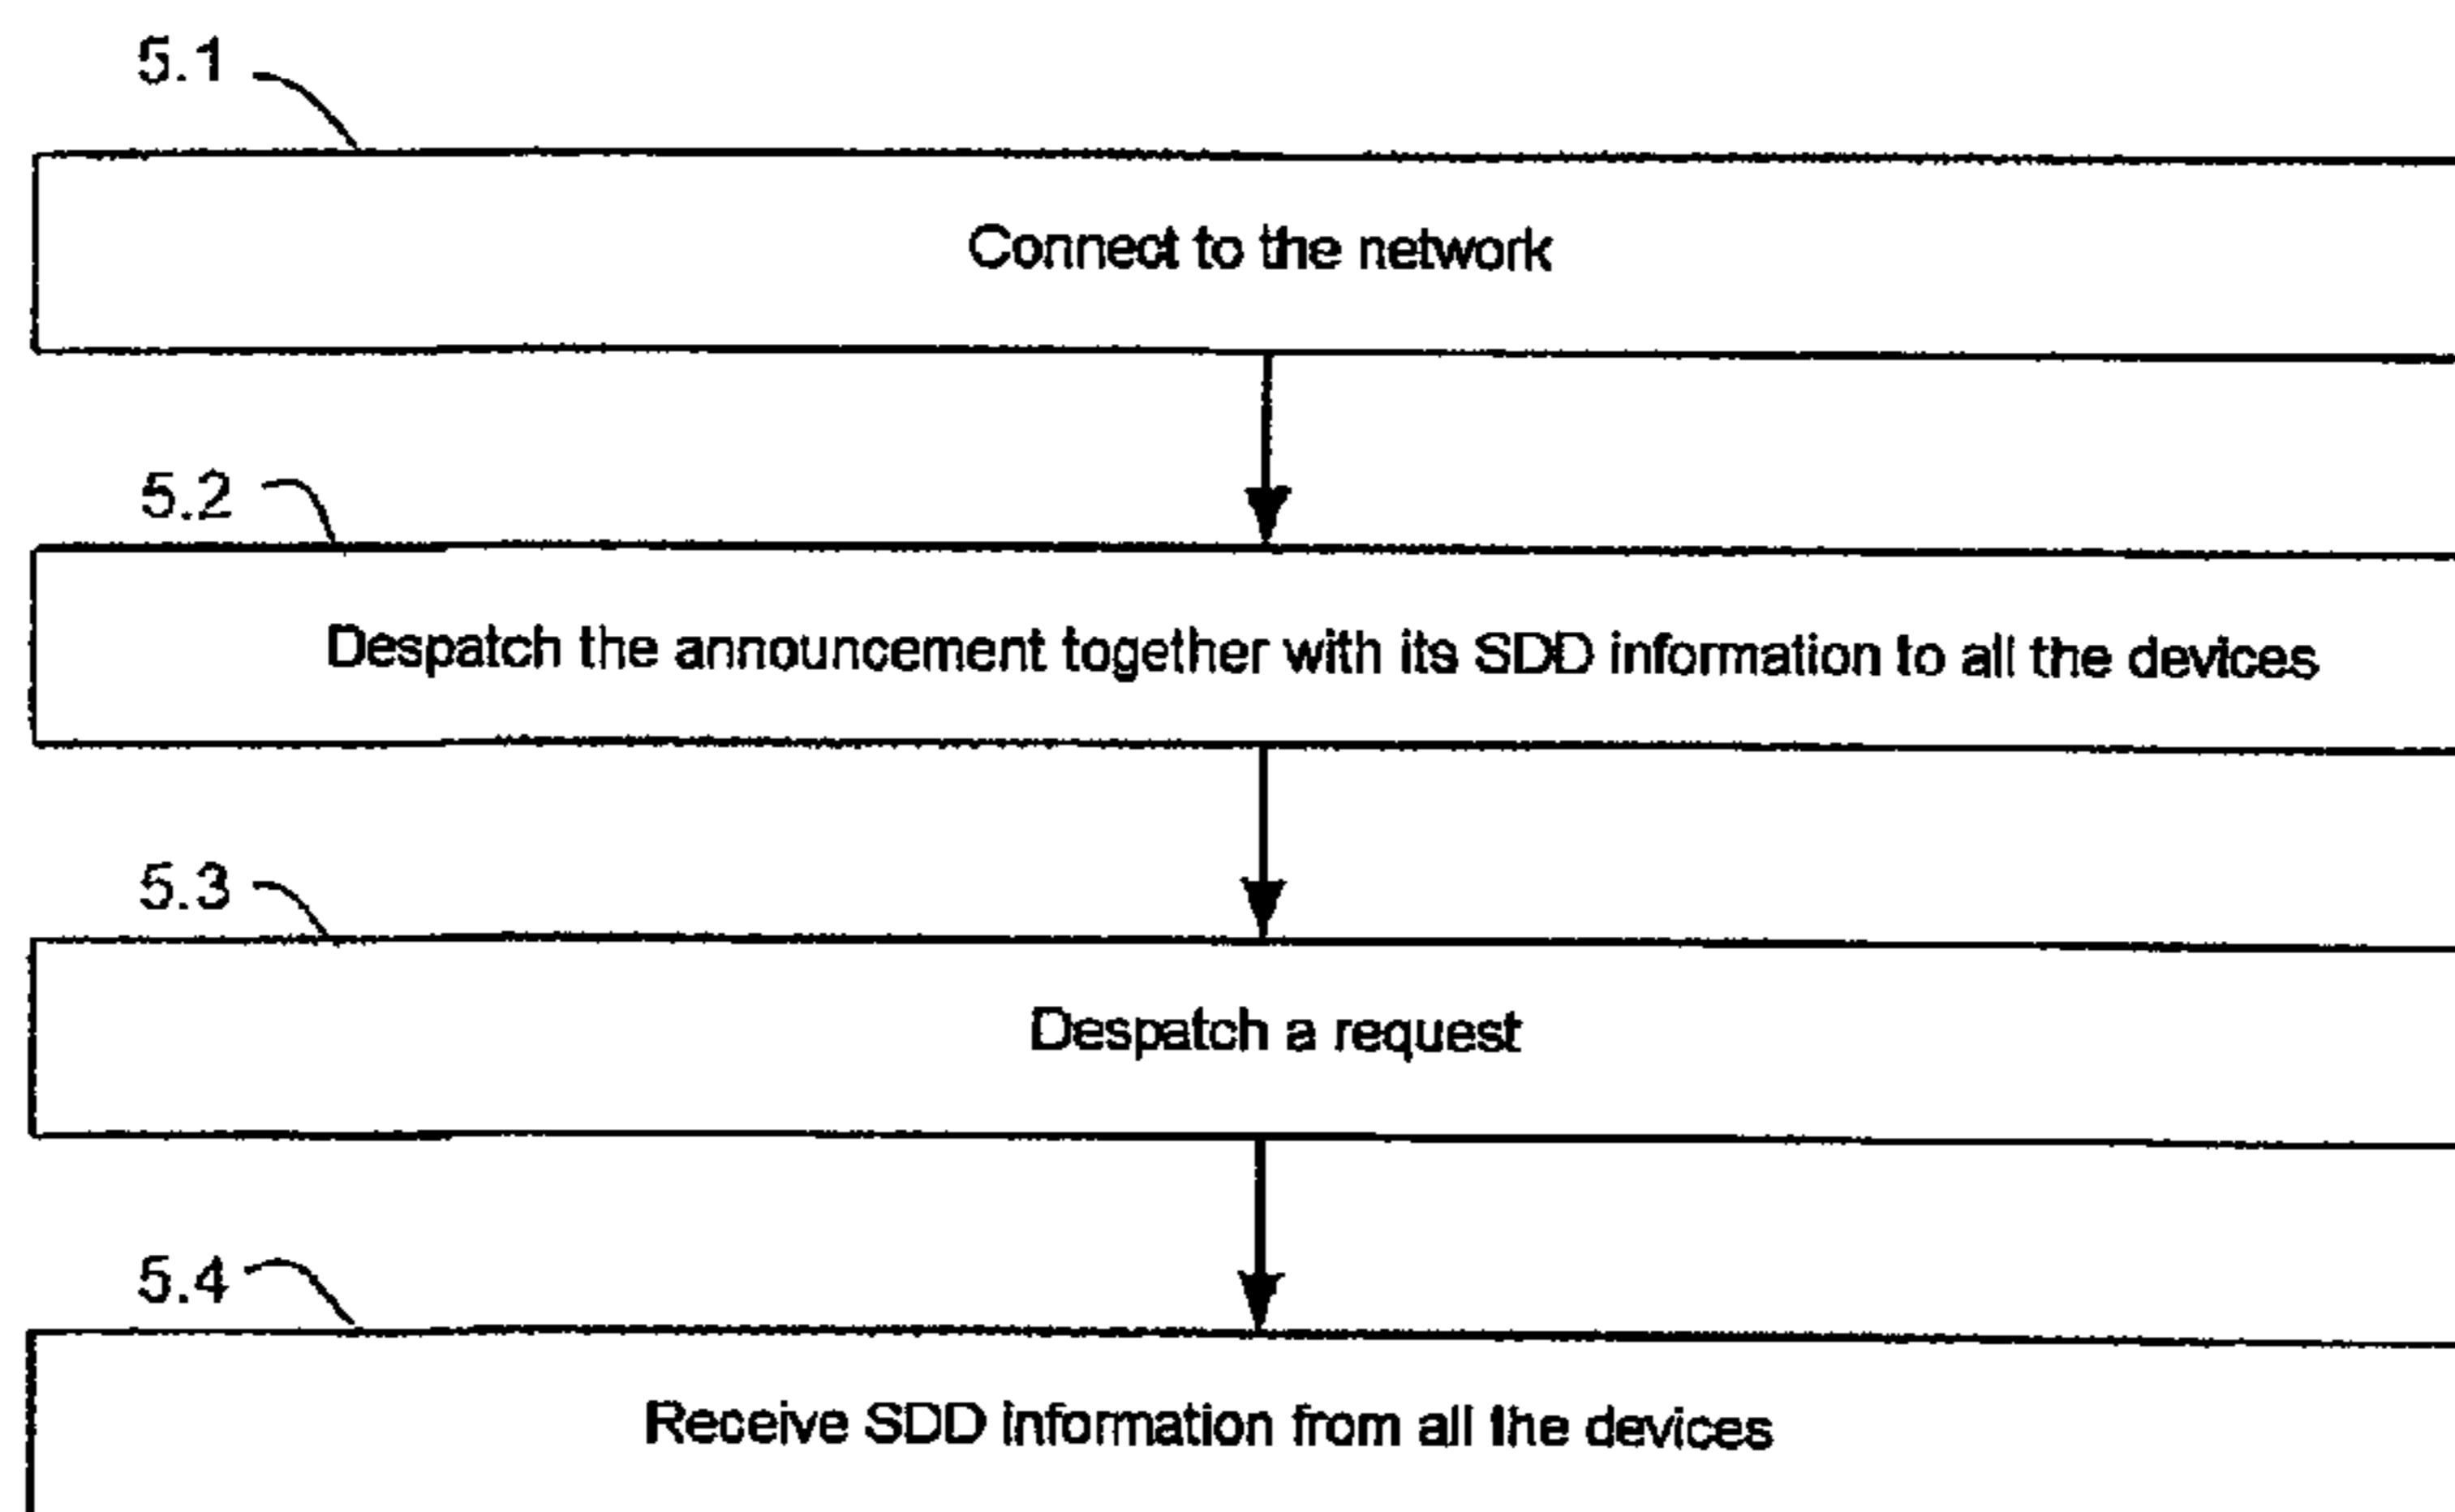 5.1
Connect to the network
5.2
Despatch the announcement together with its SDD information to all the devices
5.3
Despatch a request
5.4
Receive SDD information from all the devices